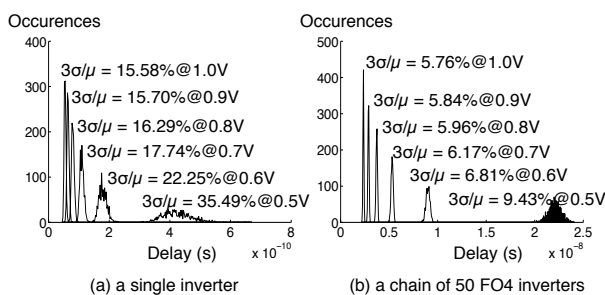 Occurences
400
300
200
100
0
0
2
4
6
8
3σ/μ = 15.58%@1.0V
3σ/μ = 15.70%@0.9V
3σ/μ = 16.29%@0.8V
3σ/μ = 17.74%@0.7V
3σ/μ = 22.25%@0.6V
3σ/μ = 35.49%@0.5V
Delay (s)
x 10⁻¹⁰
(a) a single inverter
Occurences
500
400
300
200
100
0
0
0.5
1
1.5
2
2.5
3σ/μ = 5.76%@1.0V
3σ/μ = 5.84%@0.9V
3σ/μ = 5.96%@0.8V
3σ/μ = 6.17%@0.7V
3σ/μ = 6.81%@0.6V
3σ/μ = 9.43%@0.5V
Delay (s)
x 10⁻⁸
(b) a chain of 50 FO4 inverters